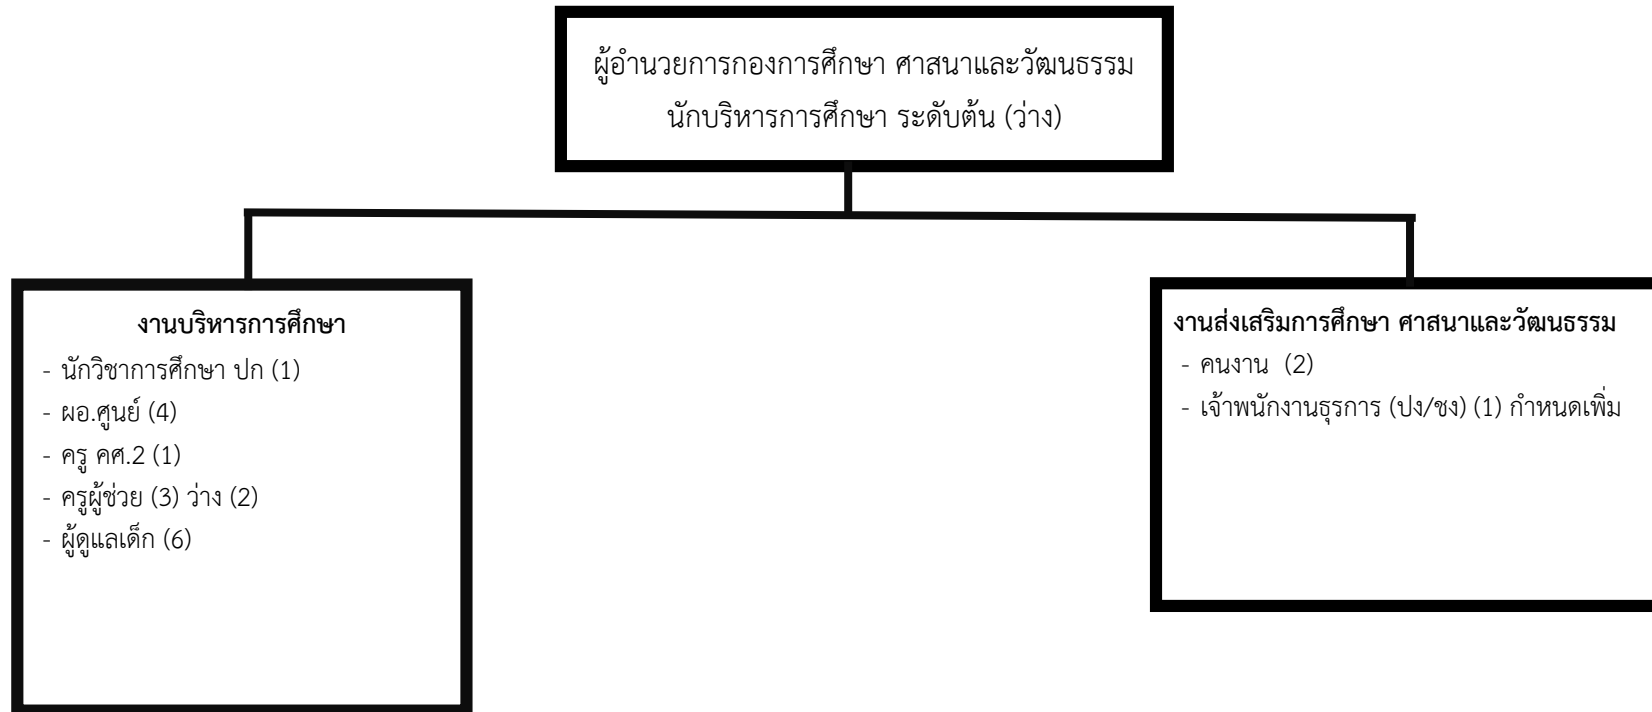 ผู้อำนวยการกองการศึกษา ศาสนาและวัฒนธรรม
นักบริหารการศึกษา ระดับต้น (ว่าง)
งานบริหารการศึกษา
- นักวิชาการศึกษา ปก (1)
- ผอ.ศูนย์ (4)
- ครู คศ.2 (1)
- ครูผู้ช่วย (3) ว่าง (2)
- ผู้ดูแลเด็ก (6)
งานส่งเสริมการศึกษา ศาสนาและวัฒนธรรม
- คนงาน (2)
- เจ้าพนักงานธุรการ (ปง/ชง) (1) กำหนดเพิ่ม